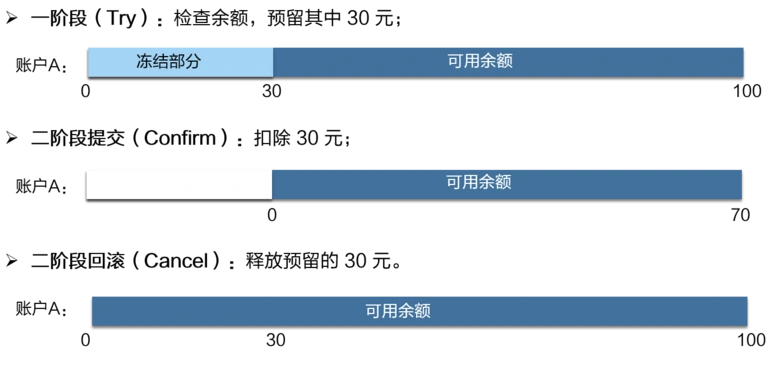 ➢ 一阶段（Try）：检查余额，预留其中 30 元；
账户A： 冻结部分 可用余额
0 30 100
➢ 二阶段提交（Confirm）：扣除 30 元；
账户A： 可用余额
0 70
➢ 二阶段回滚（Cancel）：释放预留的 30 元。
账户A： 可用余额
0 30 100